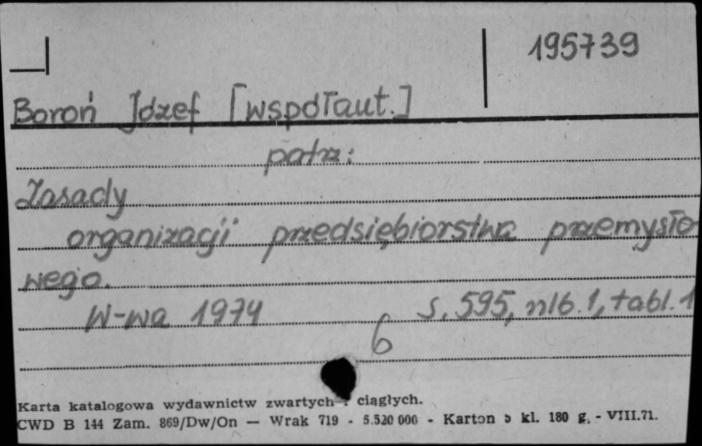 195739
Boroń Józef [współaut.]
patrz:
Zasady
organizacji przedsiębiorstwa przemysło
wego.
W-wa 1974 s. 595, nlb. 1, tabl. 1
6
Karta katalogowa wydawnictw zwartych i ciągłych.
CWD B 144 Zam. 869/Dw/On — Wrak 719 - 5.520 000 - Karton kl. 180 g. - VIII.71.